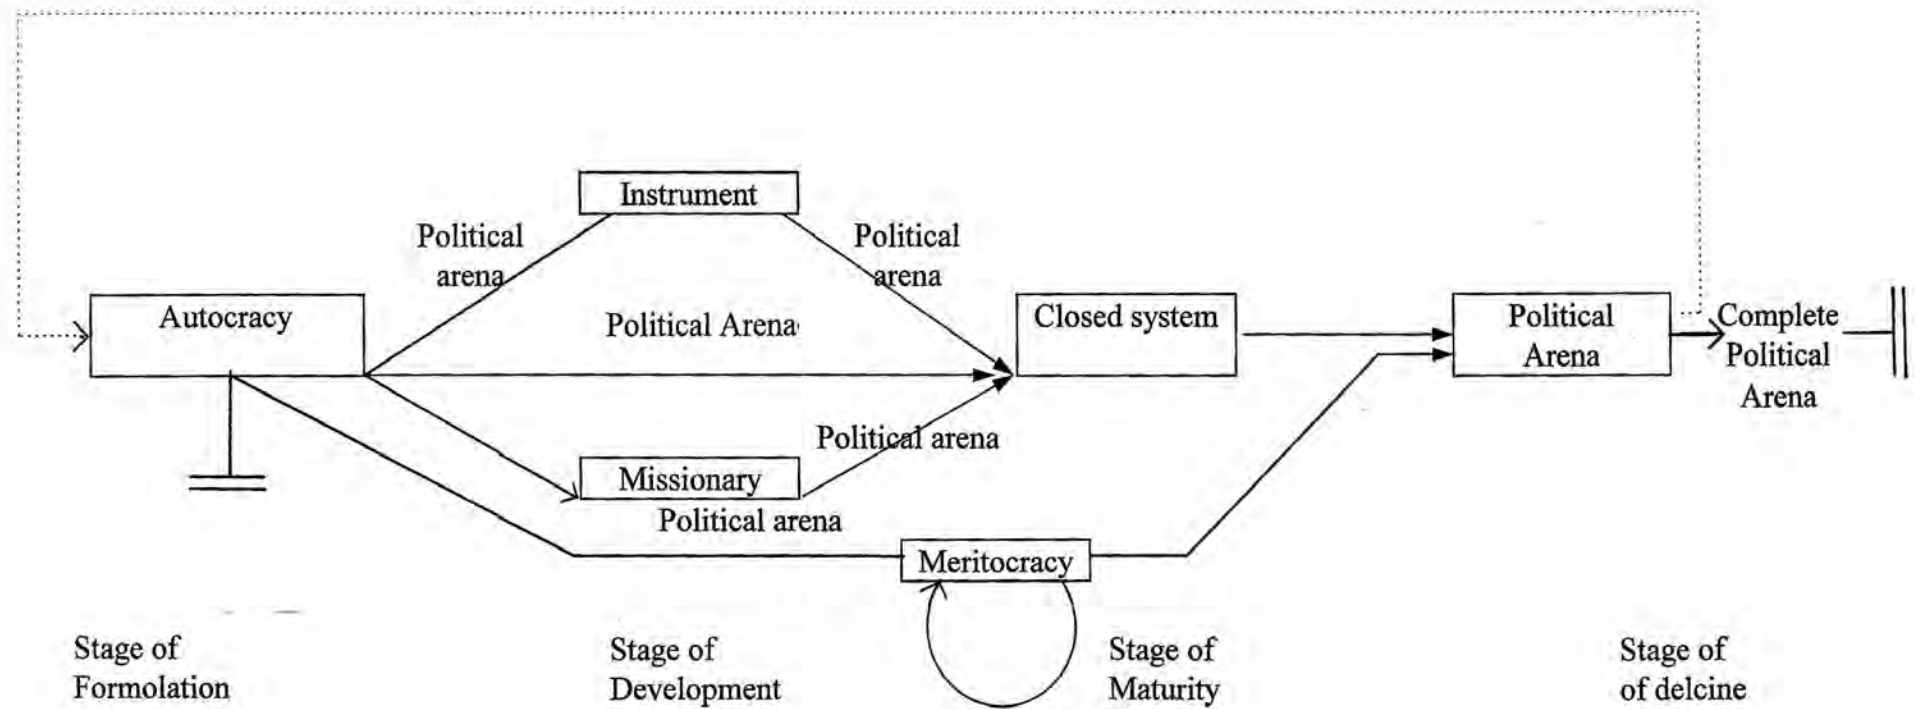 Instrument
Political
arena
Political
arena
Autocracy
Political Arena
Closed system
Political
Arena
Complete
Political
Arena
Political arena
Missionary
Political arena
Meritocracy
Stage of
Formolation
Stage of
Development
Stage of
Maturity
Stage of
of delcine